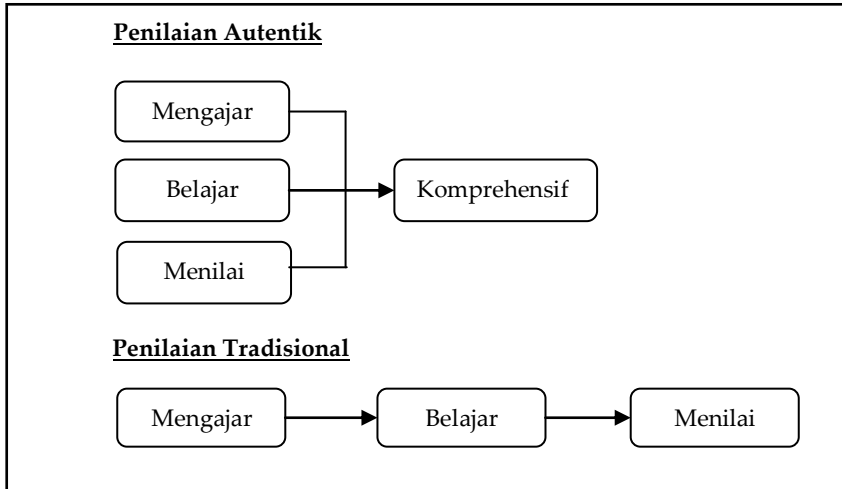 Penilaian Autentik
Mengajar
Belajar
Komprehensif
Menilai
Penilaian Tradisional
Mengajar
Belajar
Menilai